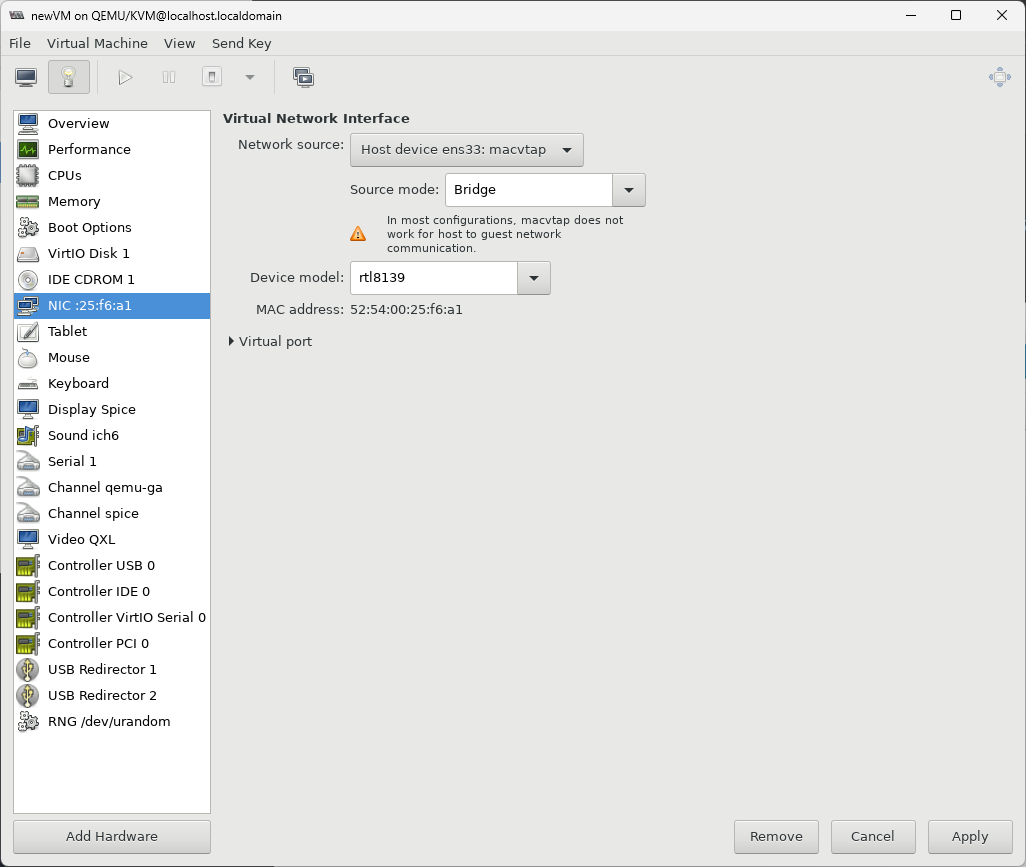 newVM on QEMU/KVM@localhost.localdomain
File Virtual Machine View Send Key
Overview
Performance
CPUs
Memory
Boot Options
VirtIO Disk 1
IDE CDROM 1
NIC :25:f6:a1
Tablet
Mouse
Keyboard
Display Spice
Sound ich6
Serial 1
Channel qemu-ga
Channel spice
Video QXL
Controller USB 0
Controller IDE 0
Controller VirtIO Serial 0
Controller PCI 0
USB Redirector 1
USB Redirector 2
RNG /dev/urandom
Add Hardware
Virtual Network Interface
Network source: Host device ens33: macvtap
Source mode: Bridge
In most configurations, macvtap does not
work for host to guest network
communication.
Device model: rtl8139
MAC address: 52:54:00:25:f6:a1
Virtual port
Remove Cancel Apply